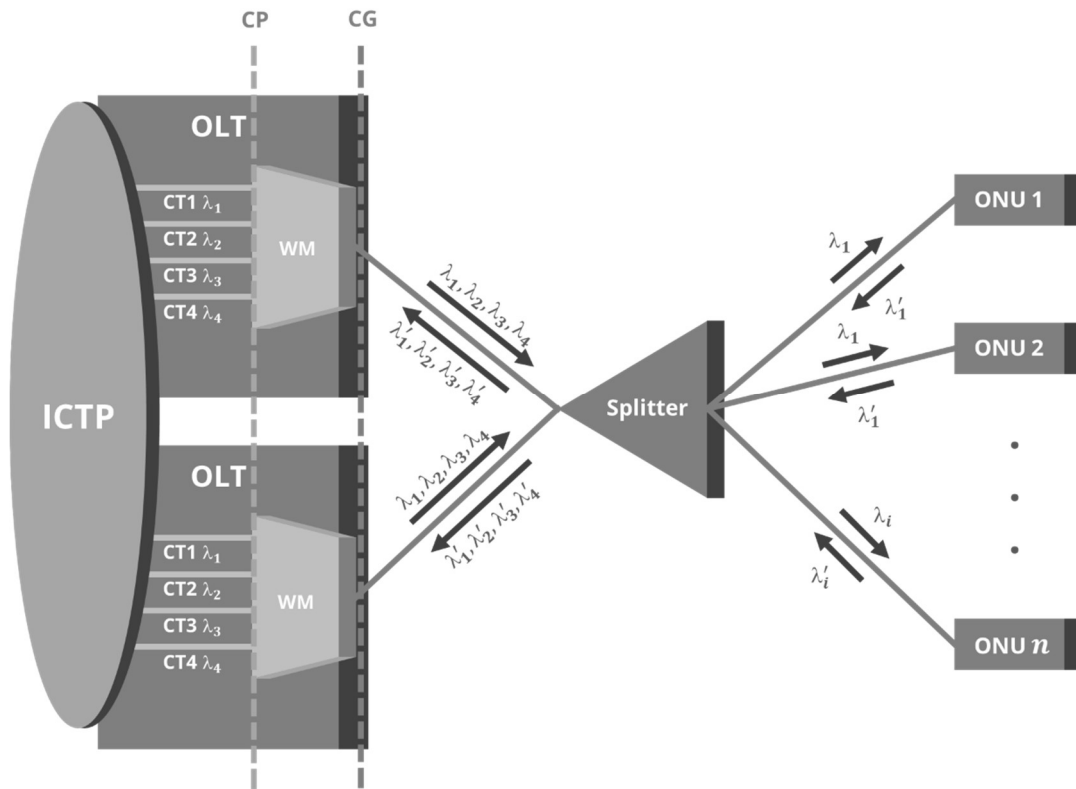 CP
CG
OLT
CT1 λ₁
CT2 λ₂
CT3 λ₃
CT4 λ₄
WM
ICTP
OLT
CT1 λ₁
CT2 λ₂
CT3 λ₃
CT4 λ₄
WM
λ₁, λ₂, λ₃, λ₄
λ′₁, λ′₂, λ′₃, λ′₄
λ₁, λ₂, λ₃, λ₄
λ′₁, λ′₂, λ′₃, λ′₄
Splitter
λ₁
λ′₁
λ₁
λ′₁
λᵢ
λ′ᵢ
ONU 1
ONU 2
ONU n